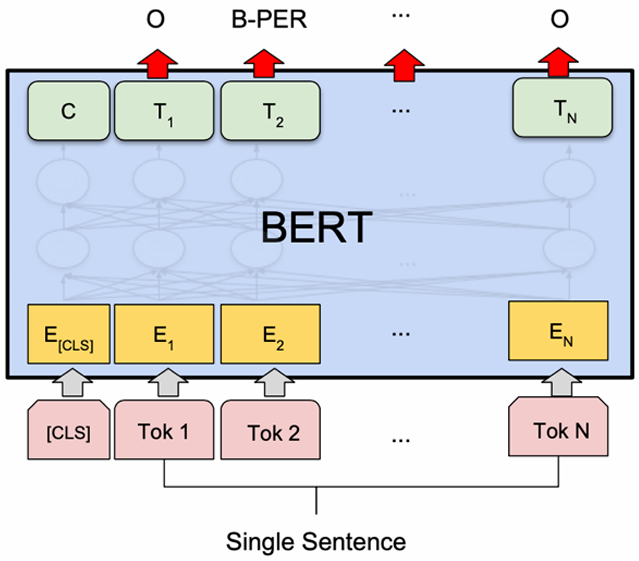 O B-PER ... O
C T1 T2 ... TN
...
BERT
...
E[CLS] E1 E2 ... EN
[CLS] Tok 1 Tok 2 ... Tok N
Single Sentence